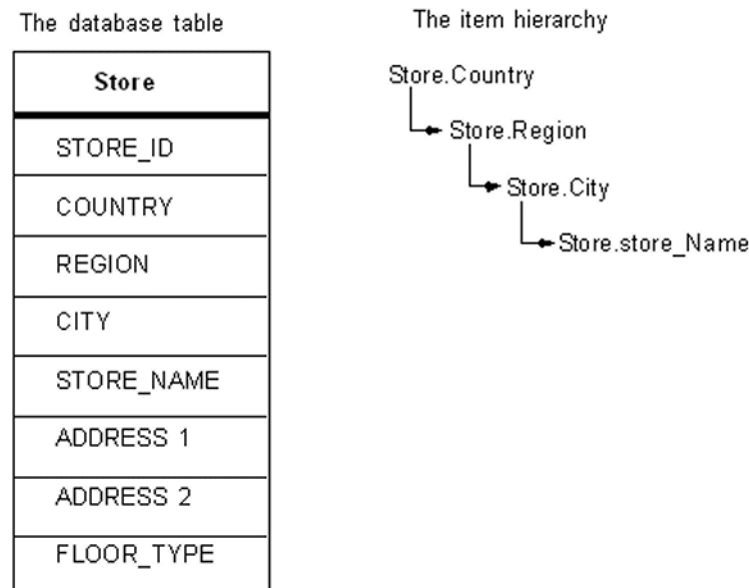 The database table
Store
STORE_ID
COUNTRY
REGION
CITY
STORE_NAME
ADDRESS 1
ADDRESS 2
FLOOR_TYPE
The item hierarchy
Store.Country
Store.Region
Store.City
Store.store_Name